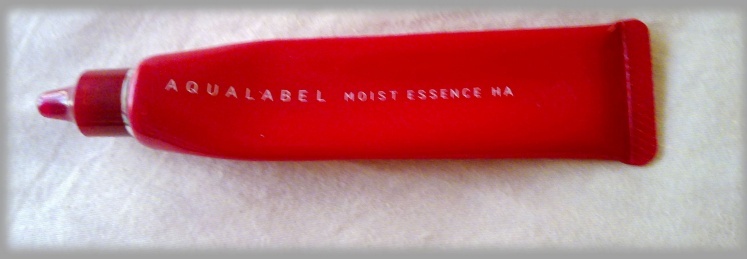 AQUALABEL MOIST ESSENCE HA